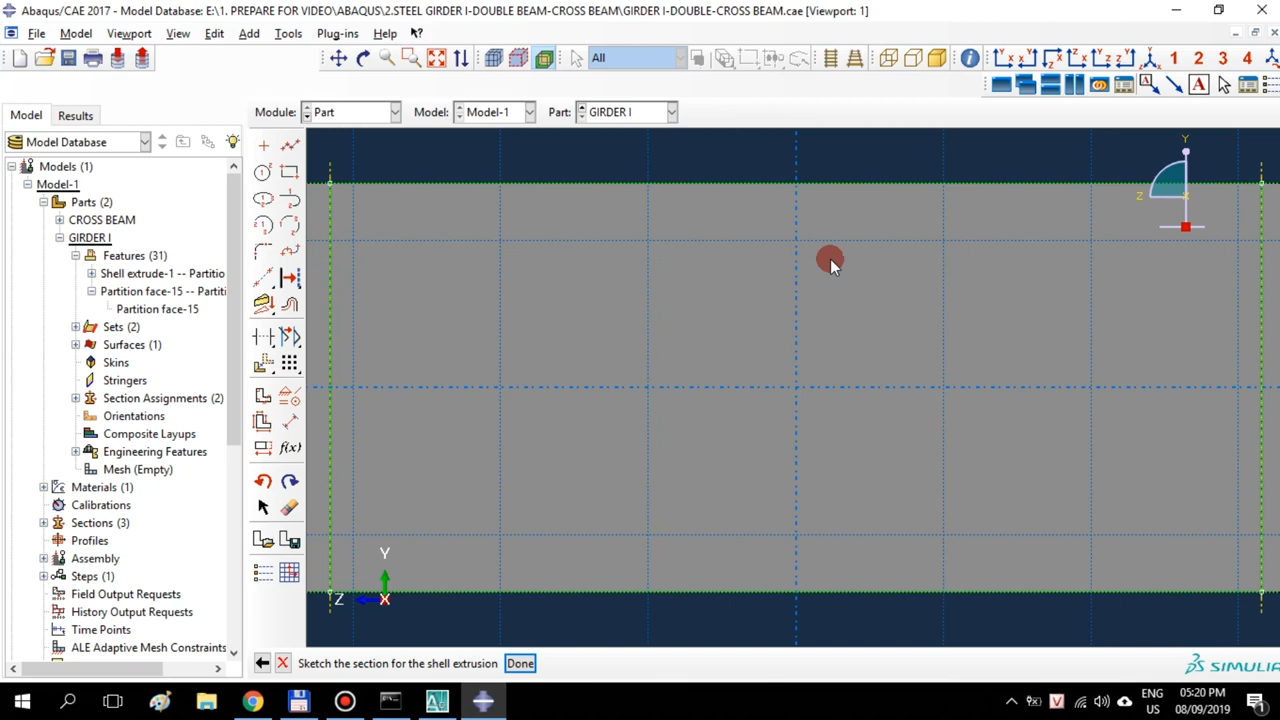 Abaqus/CAE 2017 - Model Database: E:\1. PREPARE FOR VIDEO\ABAQUS\2.STEEL GIRDER I-DOUBLE BEAM-CROSS BEAM\GIRDER I-DOUBLE-CROSS BEAM.cae [Viewport: 1]
File Model Viewport View Edit Add Tools Plug-ins Help
All
1 2 3 4
A
Model Results
Module: Part Model: Model-1 Part: GIRDER I
Model Database
Models (1)
Model-1
Parts (2)
CROSS BEAM
GIRDER I
Features (31)
Shell extrude-1 -- Partitio
Partition face-15 -- Partiti
Partition face-15
Sets (2)
Surfaces (1)
Skins
Stringers
Section Assignments (2)
Orientations
Composite Layups
Engineering Features
Mesh (Empty)
Materials (1)
Calibrations
Sections (3)
Profiles
Assembly
Steps (1)
Field Output Requests
History Output Requests
Time Points
ALE Adaptive Mesh Constraints
f(x)
Y
Z
X
Y
Z
X
Sketch the section for the shell extrusion Done
SIMULIA
ENG
US
05:20 PM
08/09/2019